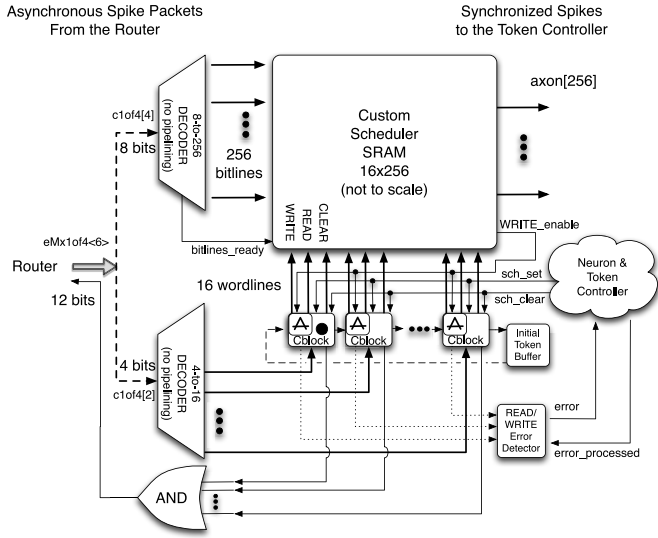 Asynchronous Spike Packets
From the Router
Synchronized Spikes
to the Token Controller
c1of4[4]
8 bits
8-to-256
DECODER
(no pipelining)
256
bitlines
Custom
Scheduler
SRAM
16x256
(not to scale)
axon[256]
WRITE
READ
CLEAR
WRITE_enable
bitlines_ready
eMx1of4<6>
Router
12 bits
16 wordlines
sch_set
sch_clear
Neuron &
Token
Controller
A
Cblock
A
Cblock
A
Cblock
Initial
Token
Buffer
4 bits
c1of4[2]
4-to-16
DECODER
(no pipelining)
READ/
WRITE
Error
Detector
error
error_processed
AND